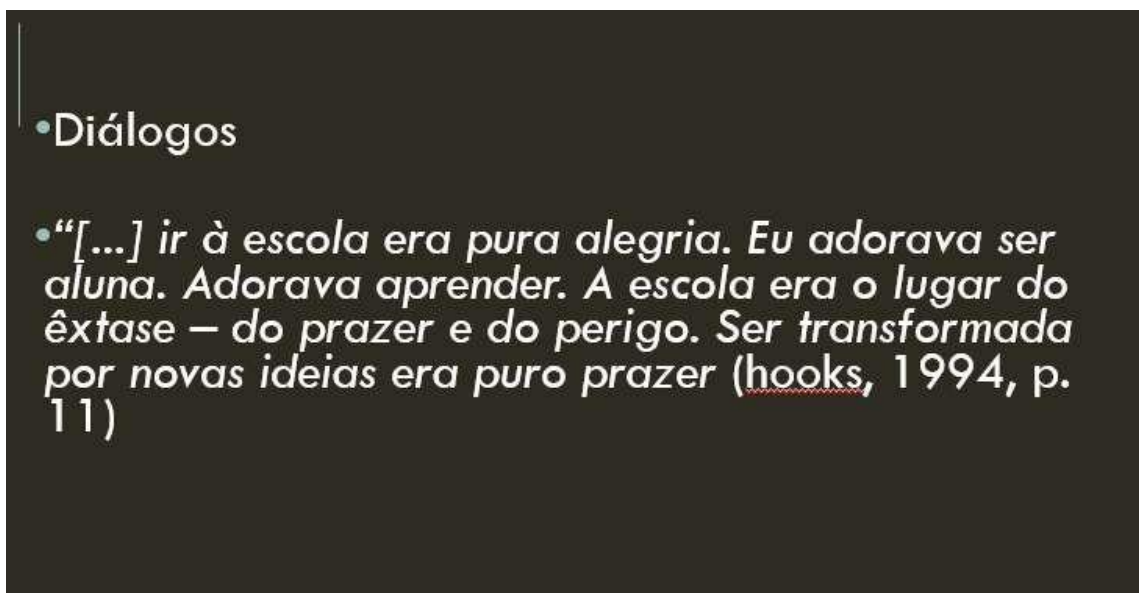 •Diálogos
•“[...] ir à escola era pura alegria. Eu adorava ser
aluna. Adorava aprender. A escola era o lugar do
êxtase – do prazer e do perigo. Ser transformada
por novas ideias era puro prazer (hooks, 1994, p.
11)